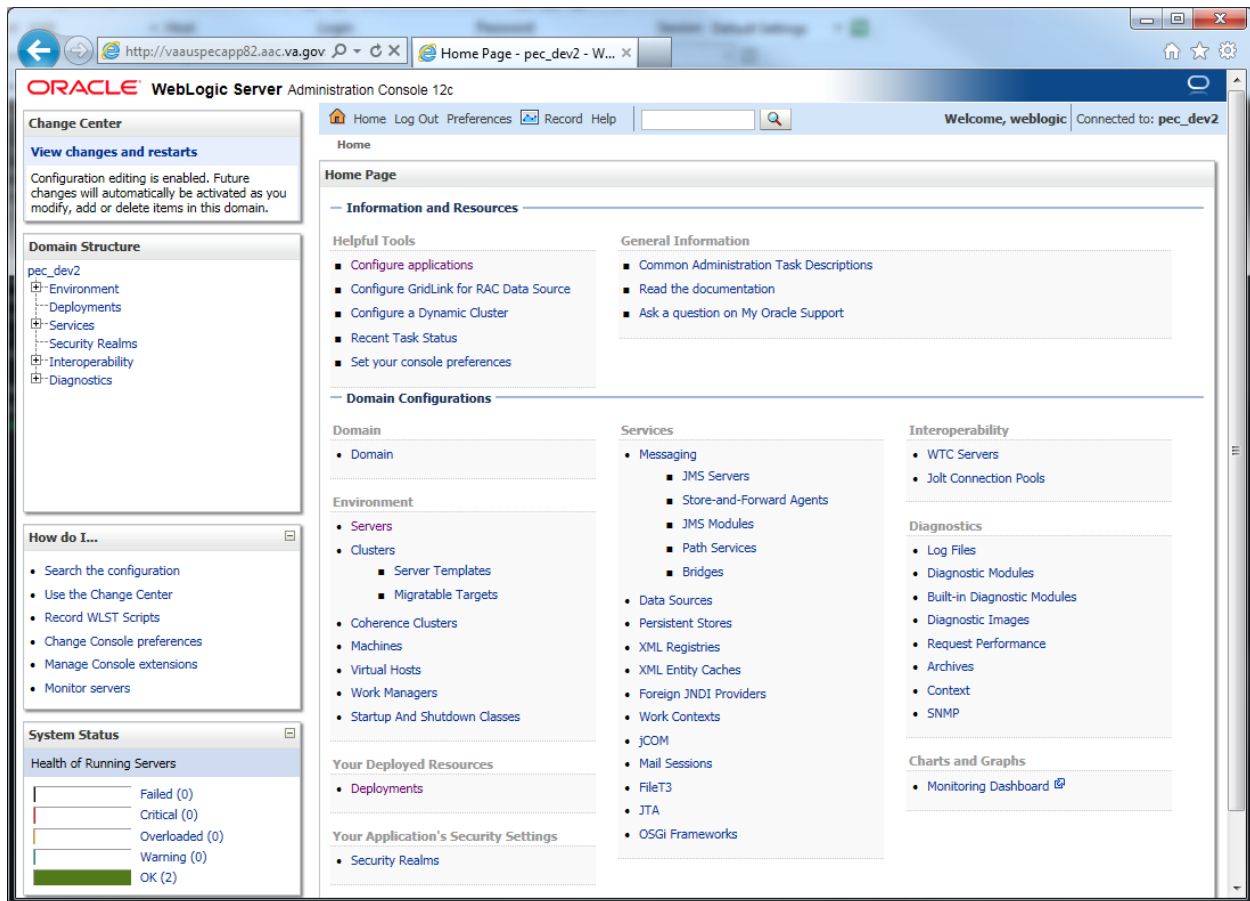 http://vaauspecapp82.aac.va.gov
Home Page - pec_dev2 - W...
ORACLE WebLogic Server Administration Console 12c
Change Center
View changes and restarts
Configuration editing is enabled. Future
changes will automatically be activated as you
modify, add or delete items in this domain.
Domain Structure
pec_dev2
Environment
Deployments
Services
Security Realms
Interoperability
Diagnostics
How do I...
Search the configuration
Use the Change Center
Record WLST Scripts
Change Console preferences
Manage Console extensions
Monitor servers
System Status
Health of Running Servers
Failed (0)
Critical (0)
Overloaded (0)
Warning (0)
OK (2)
Home Log Out Preferences Record Help
Welcome, weblogic Connected to: pec_dev2
Home
Home Page
Information and Resources
Helpful Tools
Configure applications
Configure GridLink for RAC Data Source
Configure a Dynamic Cluster
Recent Task Status
Set your console preferences
General Information
Common Administration Task Descriptions
Read the documentation
Ask a question on My Oracle Support
Domain Configurations
Domain
Domain
Environment
Servers
Clusters
Server Templates
Migratable Targets
Coherence Clusters
Machines
Virtual Hosts
Work Managers
Startup And Shutdown Classes
Your Deployed Resources
Deployments
Your Application's Security Settings
Security Realms
Services
Messaging
JMS Servers
Store-and-Forward Agents
JMS Modules
Path Services
Bridges
Data Sources
Persistent Stores
XML Registries
XML Entity Caches
Foreign JNDI Providers
Work Contexts
jCOM
Mail Sessions
FileT3
JTA
OSGi Frameworks
Interoperability
WTC Servers
Jolt Connection Pools
Diagnostics
Log Files
Diagnostic Modules
Built-in Diagnostic Modules
Diagnostic Images
Request Performance
Archives
Context
SNMP
Charts and Graphs
Monitoring Dashboard